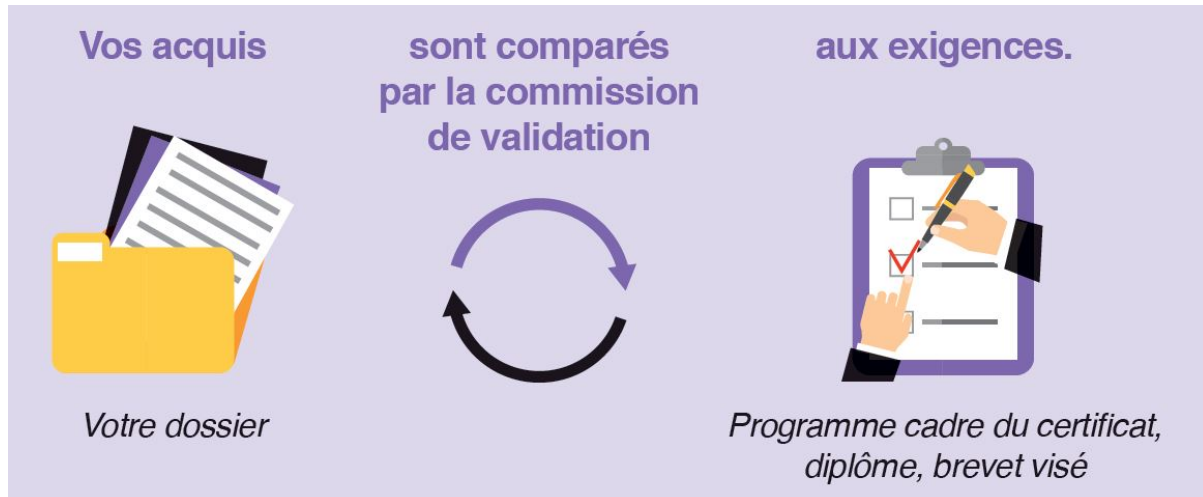 Vos acquis
sont comparés
par la commission
de validation
aux exigences.
Votre dossier
Programme cadre du certificat,
diplôme, brevet visé